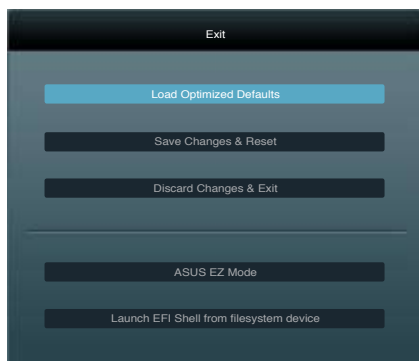 Exit
Load Optimized Defaults
Save Changes & Reset
Discard Changes & Exit
ASUS EZ Mode
Launch EFI Shell from filesystem device